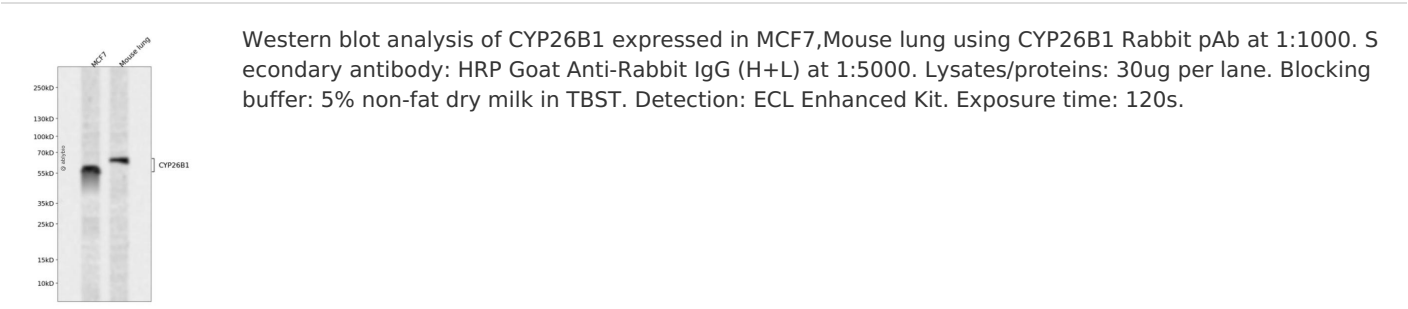 MCF7
Mouse lung
250kD
130kD
100kD
70kD
55kD
35kD
25kD
15kD
10kD
CYP26B1
Western blot analysis of CYP26B1 expressed in MCF7,Mouse lung using CYP26B1 Rabbit pAb at 1:1000. S
econdary antibody: HRP Goat Anti-Rabbit IgG (H+L) at 1:5000. Lysates/proteins: 30ug per lane. Blocking
buffer: 5% non-fat dry milk in TBST. Detection: ECL Enhanced Kit. Exposure time: 120s.